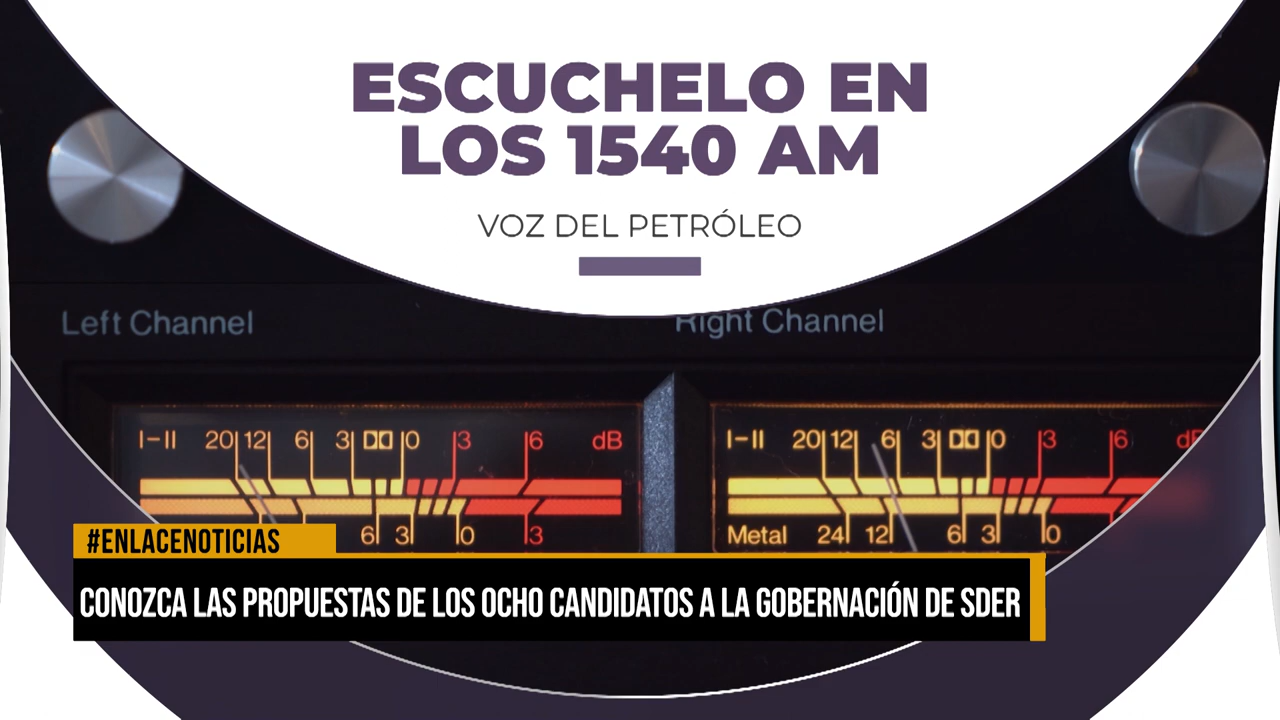 ESCUCHELO EN
LOS 1540 AM
VOZ DEL PETRÓLEO
Left Channel
Right Channel
I-II 20 12 6 3 0 3 6 dB
I-II 20 12 6 3 0 3 6 dB
6 3 0 3
Metal 24 12 6 3 0
#ENLACENOTICIAS
CONOZCA LAS PROPUESTAS DE LOS OCHO CANDIDATOS A LA GOBERNACIÓN DE SDER